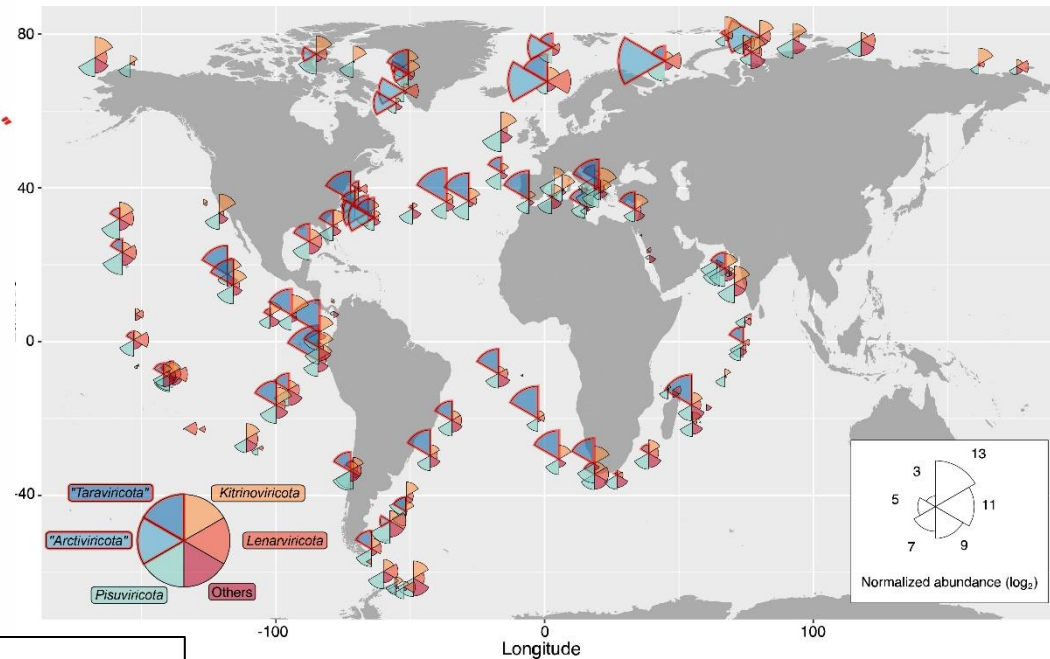 80
40
0
-40
-100
0
100
Longitude
"Taraviricota"
Kitrinoviricota
"Arctiviricota"
Lenarviricota
Pisuviricota
Others
13
3
5
11
7
9
Normalized abundance (log₂)